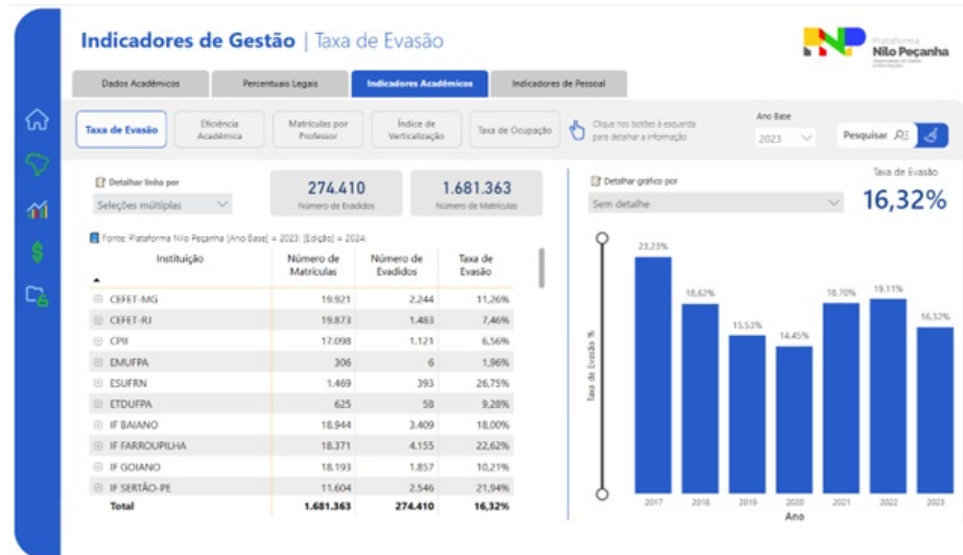 Indicadores de Gestão | Taxa de Evasão
Plataforma
Nilo Peçanha
Dados Acadêmicos Percentuais Legais Indicadores Acadêmicos Indicadores de Pessoal
Taxa de Evasão
Eficiência Acadêmica
Matrículas por Professor
Índice de Verticalização
Taxa de Ocupação
Clique nos botões à esquerda
para detalhar a informação
Ano Base
2023
Pesquisar
Detalhar linha por
Seleções múltiplas
274.410
Número de Evadidos
1.681.363
Número de Matrículas
Detalhar gráfico por
Sem detalhe
Taxa de Evasão
16,32%
Fonte: Plataforma Nilo Peçanha [Ano Base] = 2023; [Edição] = 2024;
Instituição Número de Matrículas Número de Evadidos Taxa de Evasão
CEFET-MG 19.921 2.244 11,26%
CEFET-RJ 19.873 1.483 7,46%
CPII 17.098 1.121 6,56%
EMUFPA 306 6 1,96%
ESUFRN 1.469 393 26,75%
ETDUFPA 625 58 9,28%
IF BAIANO 18.944 3.409 18,00%
IF FARROUPILHA 18.371 4.155 22,62%
IF GOIANO 18.193 1.857 10,21%
IF SERTÃO-PE 11.604 2.546 21,94%
Total 1.681.363 274.410 16,32%
Taxa de Evasão %
23,23%
18,62%
15,53%
14,45%
18,70%
19,11%
16,32%
2017 2018 2019 2020 2021 2022 2023
Ano